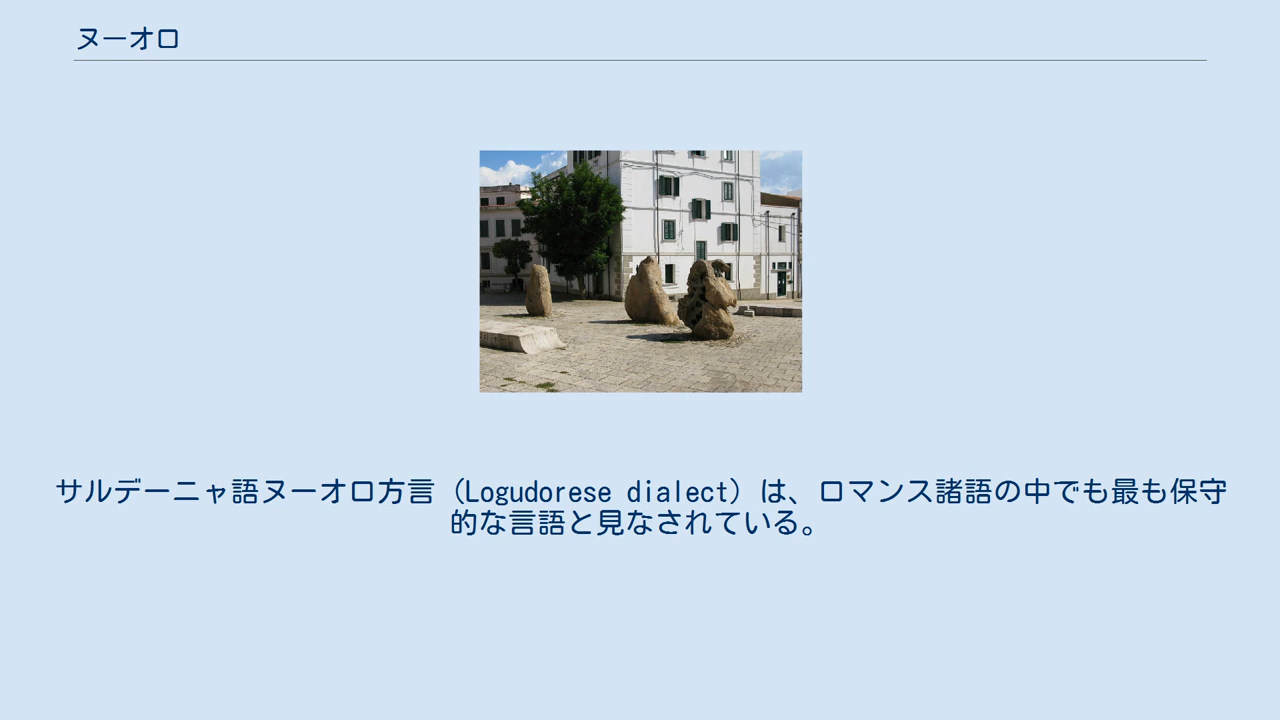 ヌーオロ
サルデーニャ語ヌーオロ方言（Logudorese dialect）は、ロマンス諸語の中でも最も保守
的な言語と見なされている。